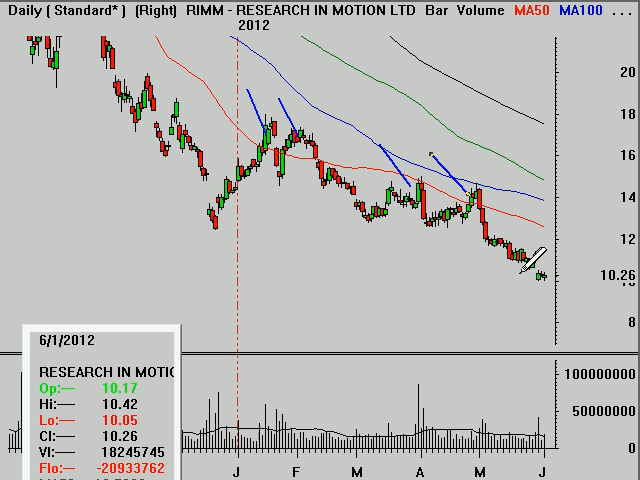 Daily ( Standard* ) (Right) RIMM - RESEARCH IN MOTION LTD Bar Volume MA50 MA100 ...
2012
20
18
16
14
12
10.26
8
6/1/2012
RESEARCH IN MOTIC
Op:— 10.17
Hi:— 10.42
Lo:— 10.05
Cl:— 10.26
Vl:— 18245745
Flo:— -20933762
100000000
50000000
0
J F M A M J